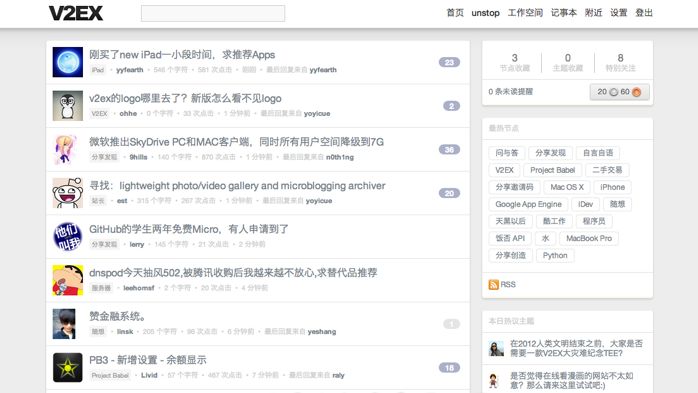 V2EX
首页 unstop 工作空间 记事本 附近 设置 登出
刚买了new iPad一小段时间，求推荐Apps
iPad • yyfearth • 546 个字符 • 581 次点击 • 刚刚 • 最后回复来自 yyfearth
23
v2ex的logo哪里去了？新版怎么看不见logo
V2EX • ohhe • 0 个字符 • 33 次点击 • 1 分钟前 • 最后回复来自 yoyicue
2
微软推出SkyDrive PC和MAC客户端，同时所有用户空间降级到7G
分享发现 • 9hills • 140 个字符 • 870 次点击 • 1 分钟前 • 最后回复来自 n0th1ng
36
寻找：lightweight photo/video gallery and microblogging archiver
站长 • est • 315 个字符 • 267 次点击 • 1 分钟前 • 最后回复来自 yoyicue
20
他们叫我
GitHub的学生两年免费Micro，有人申请到了
分享发现 • lerry • 145 个字符 • 21 次点击 • 2 分钟前
dnspod今天抽风502,被腾讯收购后我越来越不放心,求替代品推荐
服务器 • leehomsf • 2 个字符 • 20 次点击 • 4 分钟前
赞金融系统。
随想 • linsk • 205 个字符 • 96 次点击 • 6 分钟前 • 最后回复来自 yeshang
1
PB3 - 新增设置 - 余额显示
Project Babel • Livid • 57 个字符 • 467 次点击 • 7 分钟前 • 最后回复来自 raly
18
3 0 8
节点收藏 主题收藏 特别关注
0 条未读提醒 20 60
最热节点
问与答 分享发现 自言自语
V2EX Project Babel 二手交易
分享邀请码 Mac OS X iPhone
Google App Engine iDev 随想
天黑以后 酷工作 程序员
饭否 API 水 MacBook Pro
分享创造 Python
RSS
本日热议主题
在2012人类文明结束之前，大家是否
需要一款V2EX大灾难纪念TEE?
是否觉得在线看漫画的网站不太如
意？那么请来这里试试吧:)